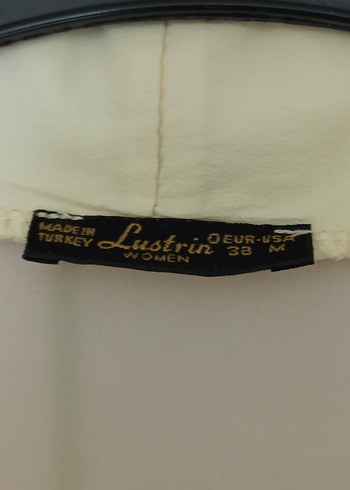 MADE IN
TURKEY
Lustrin
WOMEN
EUR-USA
38 M